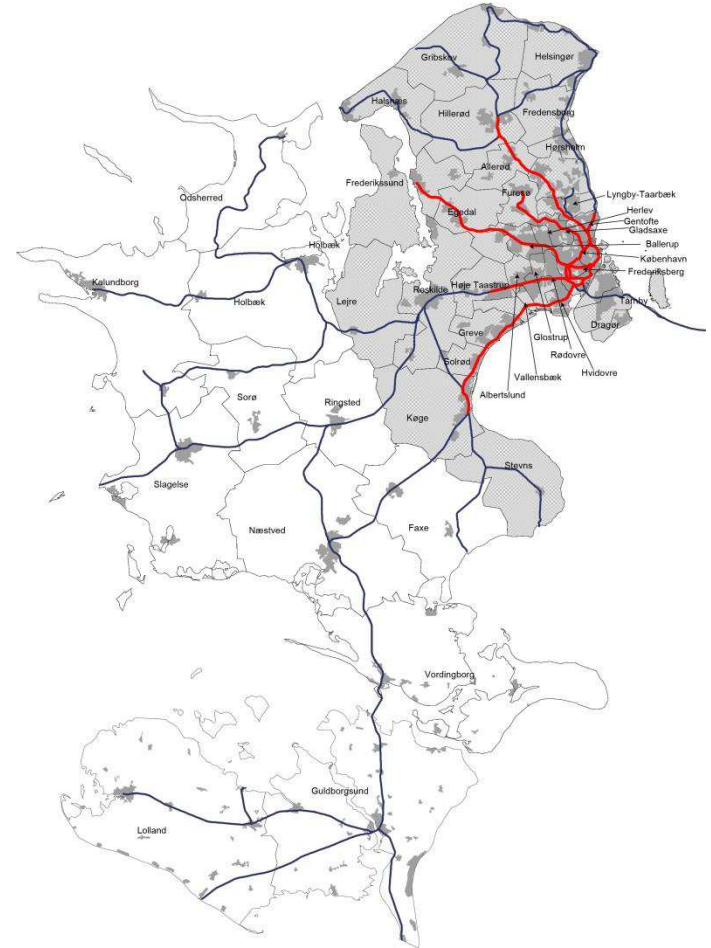 Helsingør
Gribskov
Halsnæs
Hillerød
Fredensborg
Hørsholm
Allerød
Odsherred
Frederikssund
Furesø
Lyngby-Taarbæk
Egedal
Herlev
Gentofte
Gladsaxe
Ballerup
Holbæk
København
Frederiksberg
Kalundborg
Høje Taastrup
Holbæk
Lejre
Roskilde
Tårnby
Dragør
Greve
Glostrup
Rødovre
Solrød
Hvidovre
Vallensbæk
Albertslund
Sorø
Ringsted
Køge
Stevns
Slagelse
Næstved
Faxe
Vordingborg
Guldborgsund
Lolland